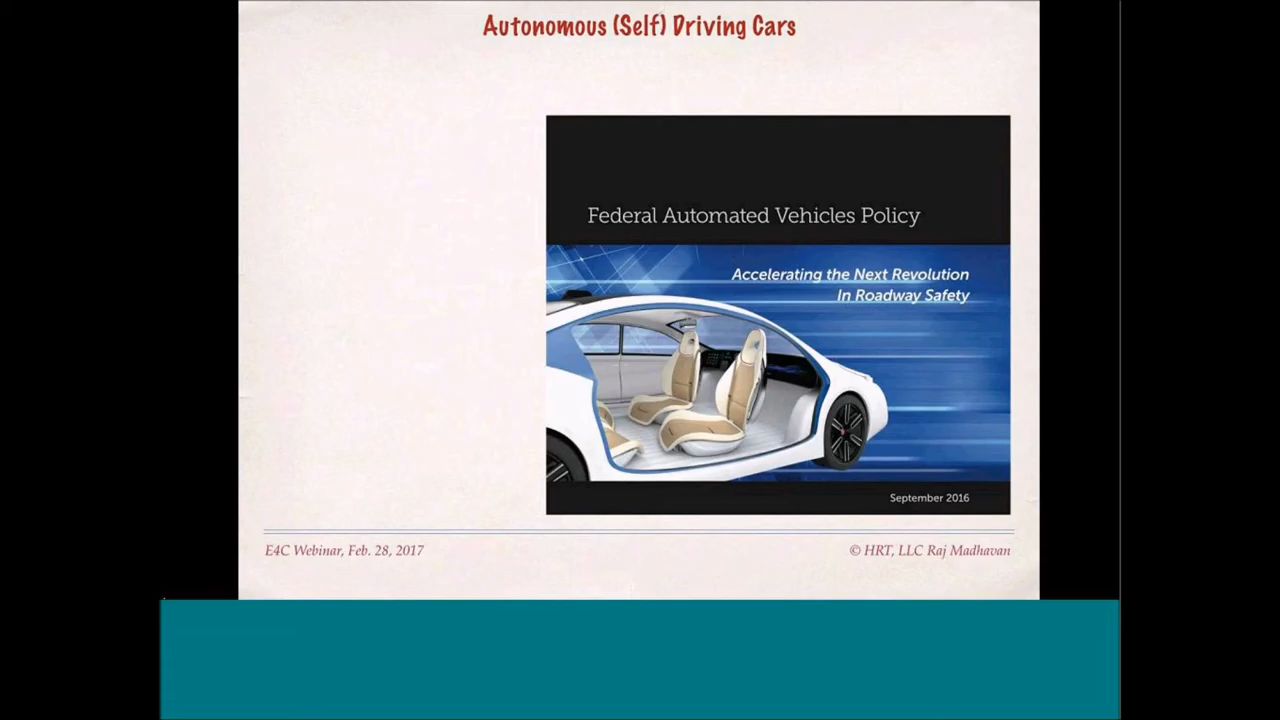 Autonomous (Self) Driving Cars
Federal Automated Vehicles Policy
Accelerating the Next Revolution
In Roadway Safety
September 2016
E4C Webinar, Feb. 28, 2017
© HRT, LLC Raj Madhavan